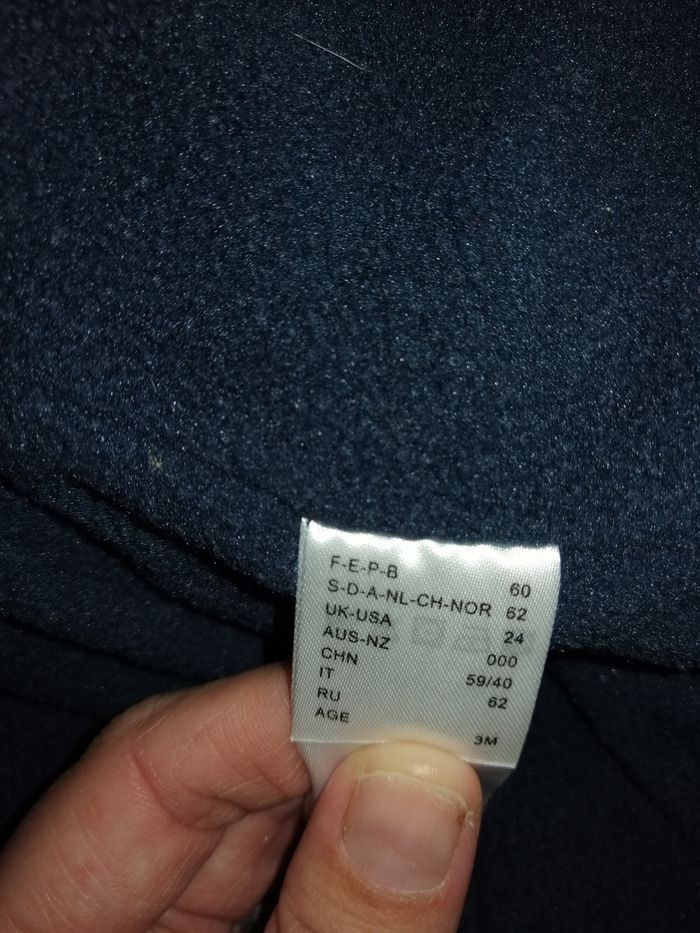 F-E-P-B 60
S-D-A-NL-CH-NOR 62
UK-USA 24
AUS-NZ 000
CHN 59/40
IT 62
RU
AGE 3M